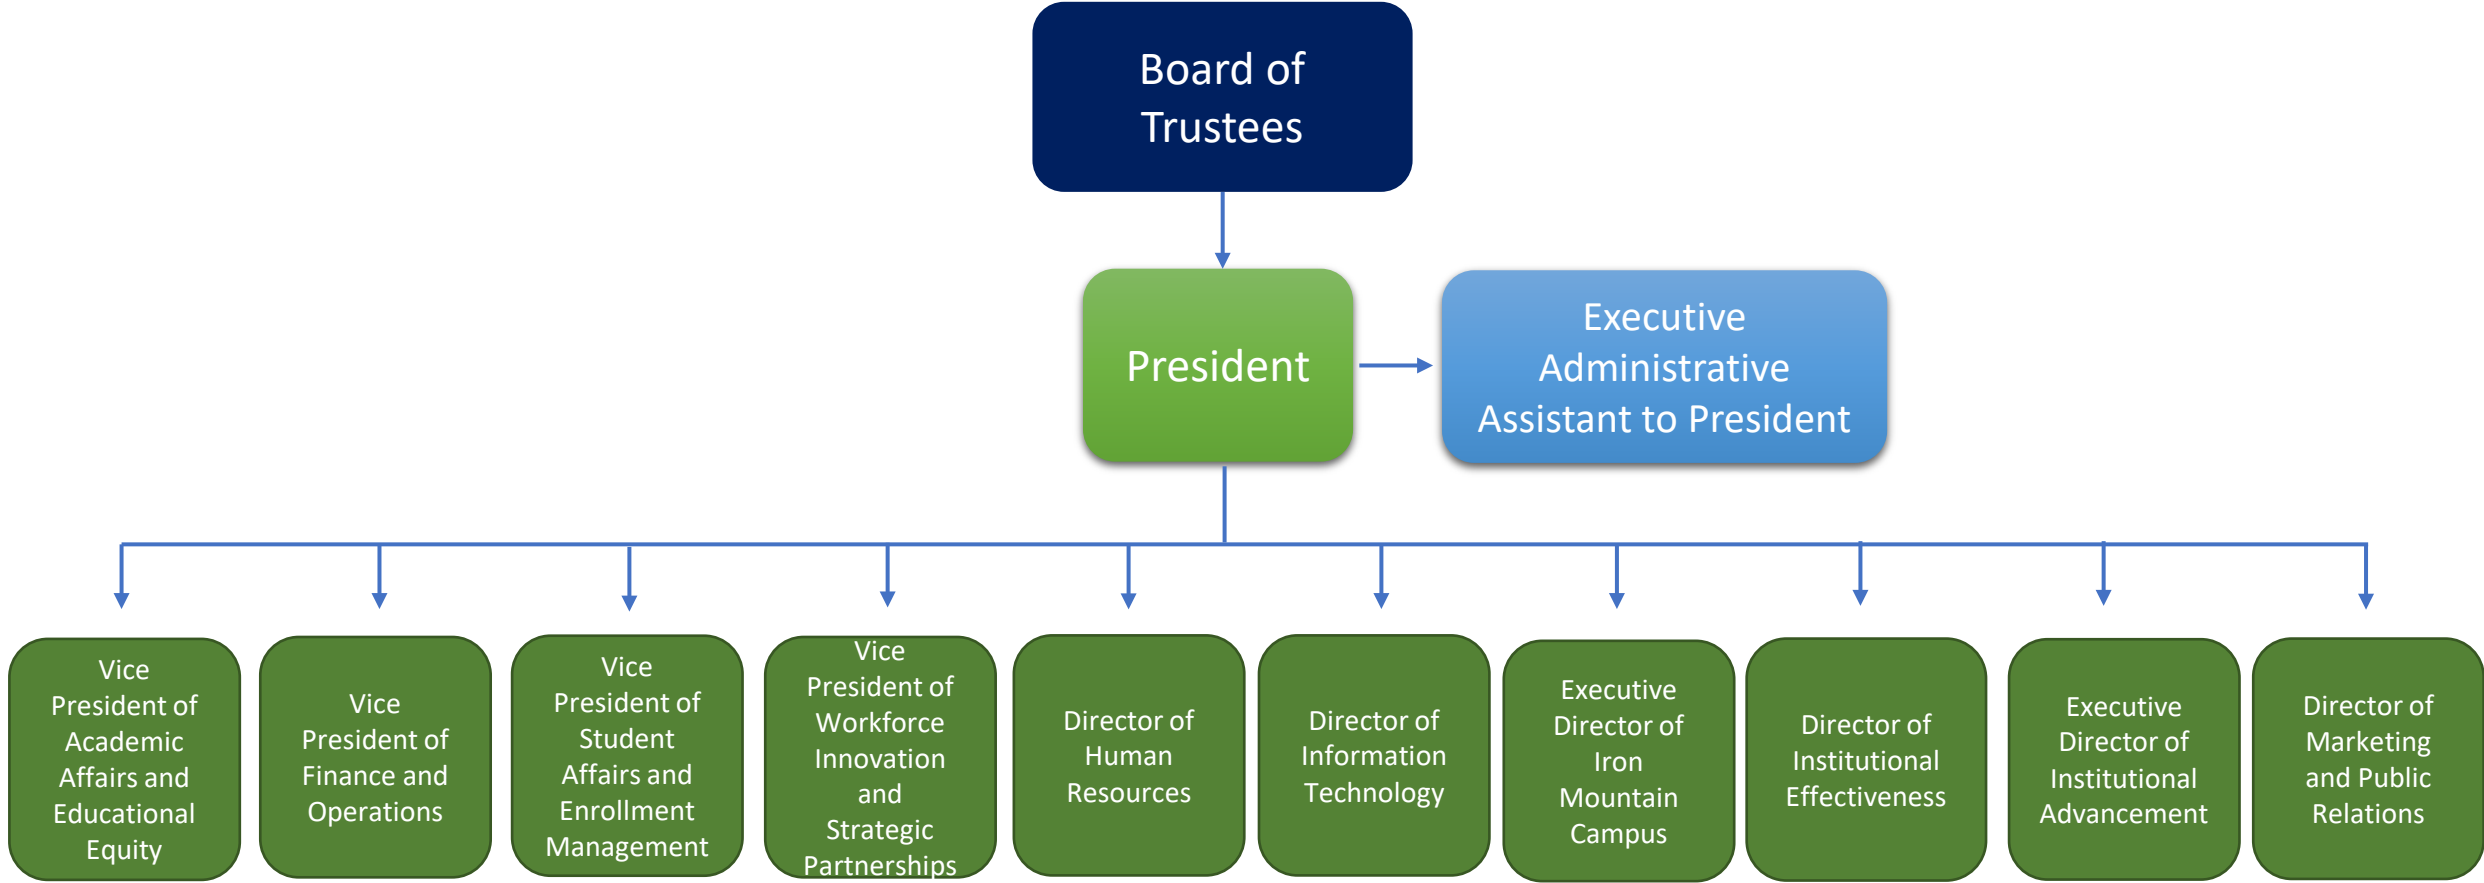 Board of
Trustees
President
Executive
Administrative
Assistant to President
Vice
President of
Academic
Affairs and
Educational
Equity
Vice
President of
Finance and
Operations
Vice
President of
Student
Affairs and
Enrollment
Management
Vice
President of
Workforce
Innovation
and
Strategic
Partnerships
Director of
Human
Resources
Director of
Information
Technology
Executive
Director of
Iron
Mountain
Campus
Director of
Institutional
Effectiveness
Executive
Director of
Institutional
Advancement
Director of
Marketing
and Public
Relations